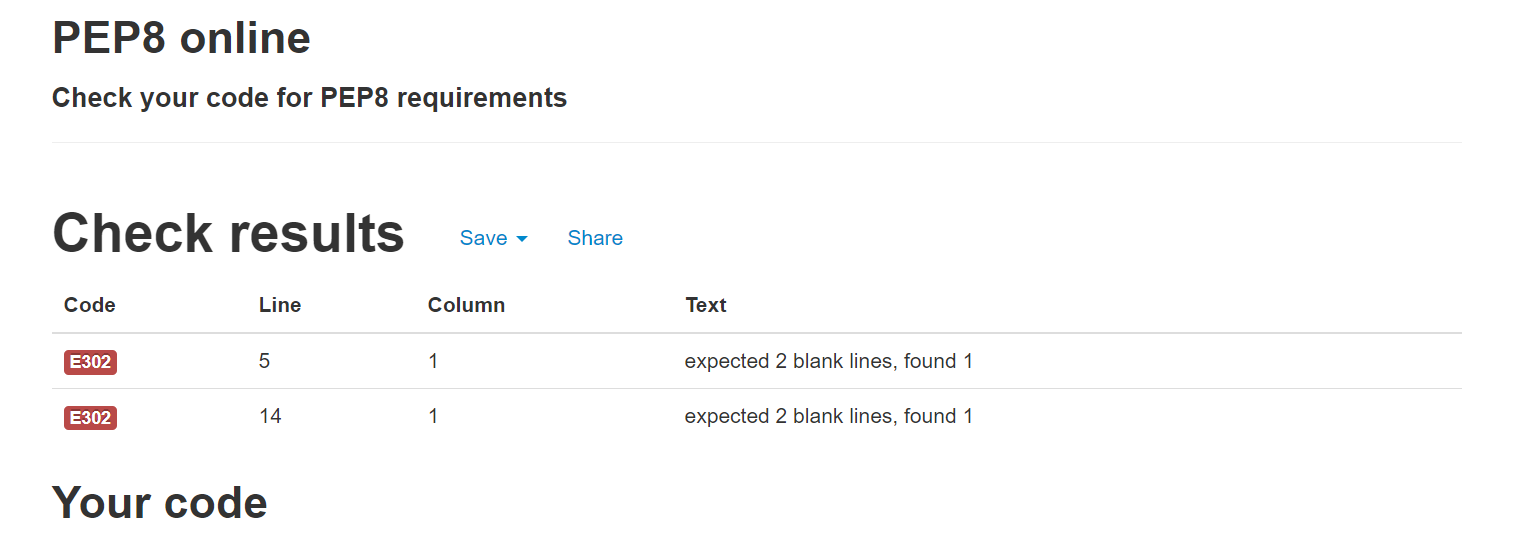 PEP8 online
Check your code for PEP8 requirements
Check results Save Share
Code Line Column Text
E302 5 1 expected 2 blank lines, found 1
E302 14 1 expected 2 blank lines, found 1
Your code